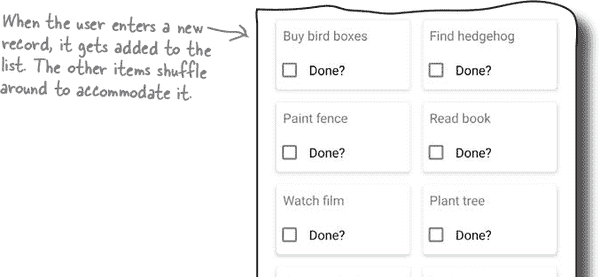 When the user enters a new
record, it gets added to the
list. The other items shuffle
around to accommodate it.
Buy bird boxes
Find hedgehog
Done?
Done?
Paint fence
Read book
Done?
Done?
Watch film
Plant tree
Done?
Done?